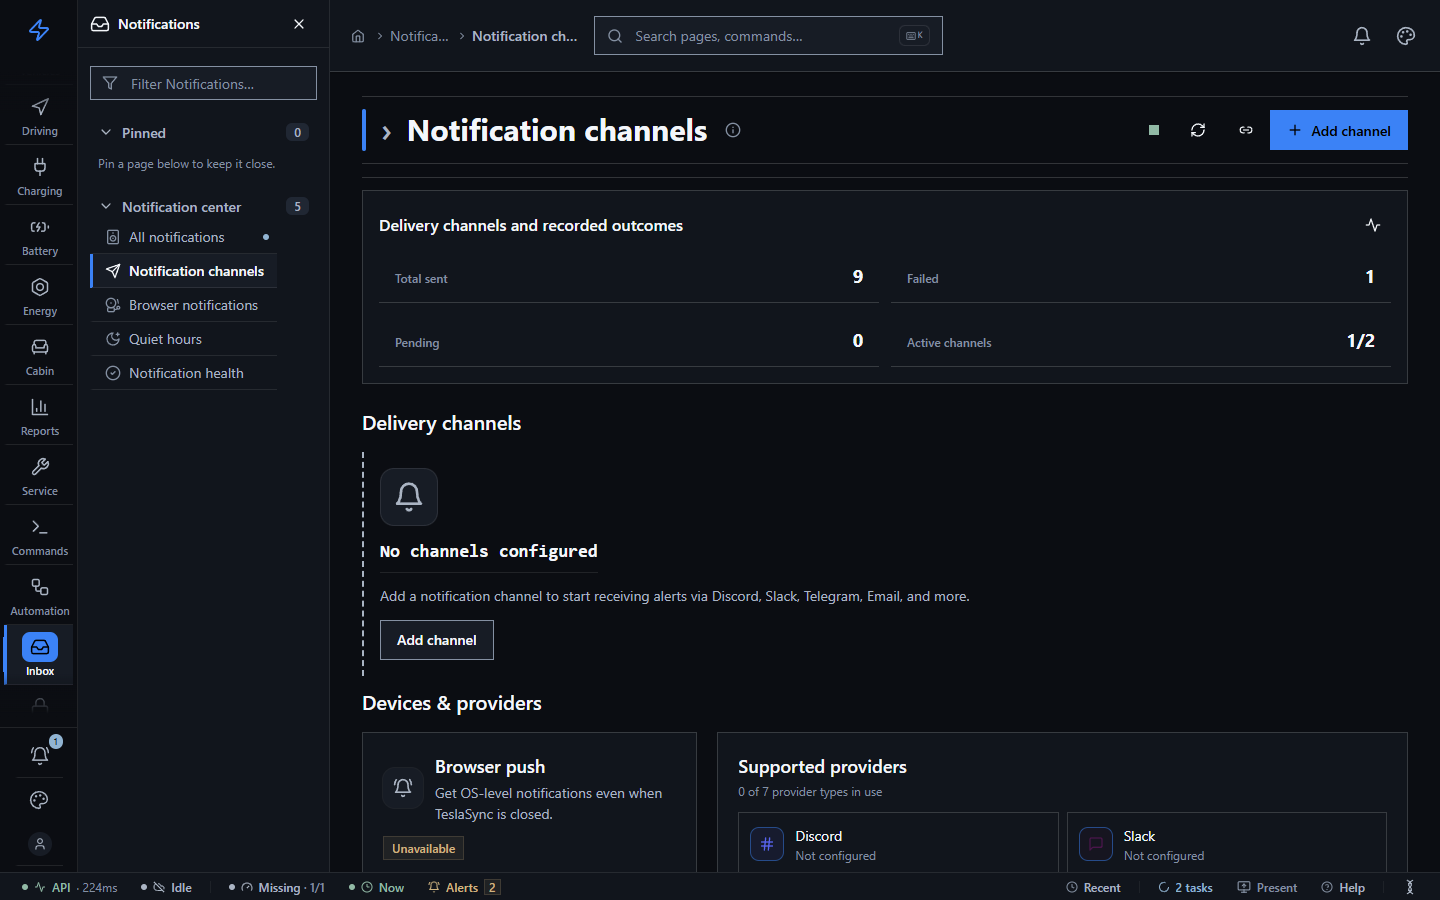 Notifications
Filter Notifications...
Pinned
0
Pin a page below to keep it close.
Notification center
5
All notifications
Notification channels
Browser notifications
Quiet hours
Notification health
Driving
Charging
Battery
Energy
Cabin
Reports
Service
Commands
Automation
Inbox
1
Notifica...
Notification ch...
Search pages, commands...
K
Notification channels
Add channel
Delivery channels and recorded outcomes
Total sent
9
Failed
1
Pending
0
Active channels
1/2
Delivery channels
No channels configured
Add a notification channel to start receiving alerts via Discord, Slack, Telegram, Email, and more.
Add channel
Devices & providers
Browser push
Get OS-level notifications even when
TeslaSync is closed.
Unavailable
Supported providers
0 of 7 provider types in use
Discord
Not configured
Slack
Not configured
API · 224ms
Idle
Missing · 1/1
Now
Alerts 2
Recent
2 tasks
Present
Help